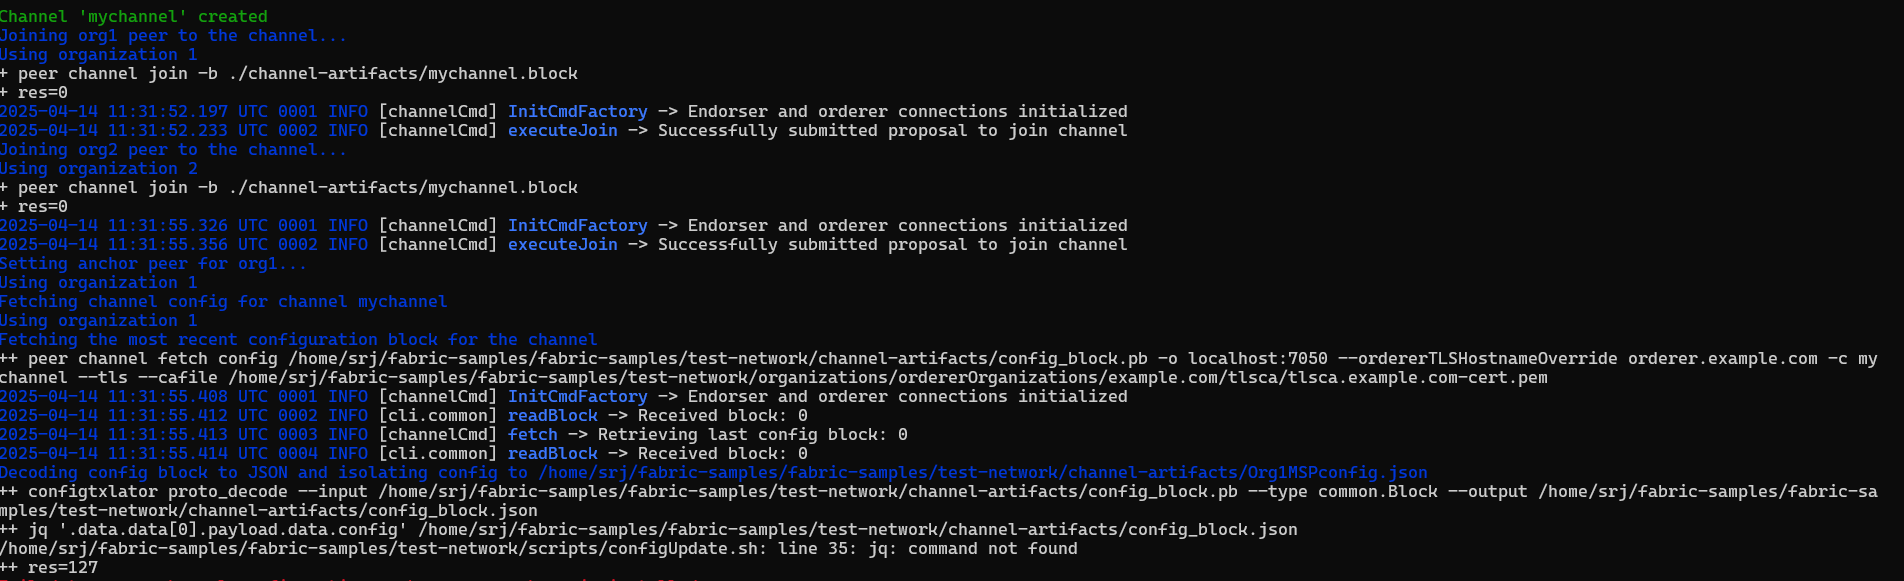 Channel 'mychannel' created
Joining org1 peer to the channel...
Using organization 1
+ peer channel join -b ./channel-artifacts/mychannel.block
+ res=0
2025-04-14 11:31:52.197 UTC 0001 INFO [channelCmd] InitCmdFactory -> Endorser and orderer connections initialized
2025-04-14 11:31:52.233 UTC 0002 INFO [channelCmd] executeJoin -> Successfully submitted proposal to join channel
Joining org2 peer to the channel...
Using organization 2
+ peer channel join -b ./channel-artifacts/mychannel.block
+ res=0
2025-04-14 11:31:55.326 UTC 0001 INFO [channelCmd] InitCmdFactory -> Endorser and orderer connections initialized
2025-04-14 11:31:55.356 UTC 0002 INFO [channelCmd] executeJoin -> Successfully submitted proposal to join channel
Setting anchor peer for org1...
Using organization 1
Fetching channel config for channel mychannel
Using organization 1
Fetching the most recent configuration block for the channel
++ peer channel fetch config /home/srj/fabric-samples/fabric-samples/test-network/channel-artifacts/config_block.pb -o localhost:7050 --ordererTLSHostnameOverride orderer.example.com -c my
channel --tls --cafile /home/srj/fabric-samples/fabric-samples/test-network/organizations/ordererOrganizations/example.com/tlsca/tlsca.example.com-cert.pem
2025-04-14 11:31:55.408 UTC 0001 INFO [channelCmd] InitCmdFactory -> Endorser and orderer connections initialized
2025-04-14 11:31:55.412 UTC 0002 INFO [cli.common] readBlock -> Received block: 0
2025-04-14 11:31:55.413 UTC 0003 INFO [channelCmd] fetch -> Retrieving last config block: 0
2025-04-14 11:31:55.414 UTC 0004 INFO [cli.common] readBlock -> Received block: 0
Decoding config block to JSON and isolating config to /home/srj/fabric-samples/fabric-samples/test-network/channel-artifacts/Org1MSPconfig.json
++ configtxlator proto_decode --input /home/srj/fabric-samples/fabric-samples/test-network/channel-artifacts/config_block.pb --type common.Block --output /home/srj/fabric-samples/fabric-sa
mples/test-network/channel-artifacts/config_block.json
++ jq '.data.data[0].payload.data.config' /home/srj/fabric-samples/fabric-samples/test-network/channel-artifacts/config_block.json
/home/srj/fabric-samples/fabric-samples/test-network/scripts/configUpdate.sh: line 35: jq: command not found
++ res=127